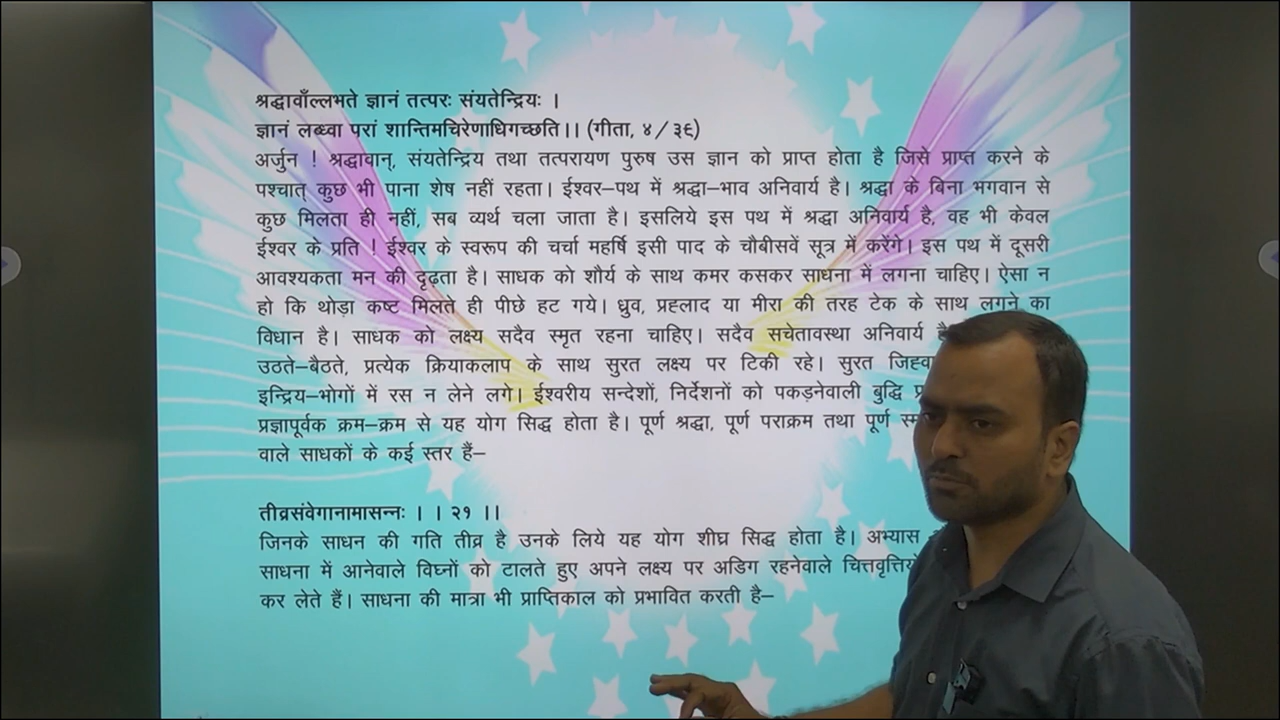 श्रद्धावाँल्लभते ज्ञानं तत्परः संयतेन्द्रियः ।
ज्ञानं लब्ध्वा परां शान्तिमचिरेणाधिगच्छति।। (गीता, ४/३९)
अर्जुन ! श्रद्धावान्, संयतेन्द्रिय तथा तत्परायण पुरुष उस ज्ञान को प्राप्त होता है जिसे प्राप्त करने के
पश्चात् कुछ भी पाना शेष नहीं रहता। ईश्वर–पथ में श्रद्धा–भाव अनिवार्य है। श्रद्धा के बिना भगवान से
कुछ मिलता ही नहीं, सब व्यर्थ चला जाता है। इसलिये इस पथ में श्रद्धा अनिवार्य है, वह भी केवल
ईश्वर के प्रति ! ईश्वर के स्वरूप की चर्चा महर्षि इसी पाद के चौबीसवें सूत्र में करेंगे। इस पथ में दूसरी
आवश्यकता मन की दृढ़ता है। साधक को शौर्य के साथ कमर कसकर साधना में लगना चाहिए। ऐसा न
हो कि थोड़ा कष्ट मिलते ही पीछे हट गये। ध्रुव, प्रह्लाद या मीरा की तरह टेक के साथ लगने का
विधान है। साधक को लक्ष्य सदैव स्मृत रहना चाहिए। सदैव सचेतावस्था अनिवार्य
उठते–बैठते, प्रत्येक क्रियाकलाप के साथ सुरत लक्ष्य पर टिकी रहे। सुरत
इन्द्रिय–भोगों में रस न लेने लगे। ईश्वरीय सन्देशों, निर्देशनों को पकड़नेवाली बुद्धि
प्रज्ञापूर्वक क्रम–क्रम से यह योग सिद्ध होता है। पूर्ण श्रद्धा, पूर्ण पराक्रम तथा पूर्ण
वाले साधकों के कई स्तर हैं–
तीव्रसंवेगानामासन्नः । । २१ ।।
जिनके साधन की गति तीव्र है उनके लिये यह योग शीघ्र सिद्ध होता है। अभ्यास
साधना में आनेवाले विघ्नों को टालते हुए अपने लक्ष्य पर अडिग रहनेवाले
कर लेते हैं। साधना की मात्रा भी प्राप्तिकाल को प्रभावित करती है–